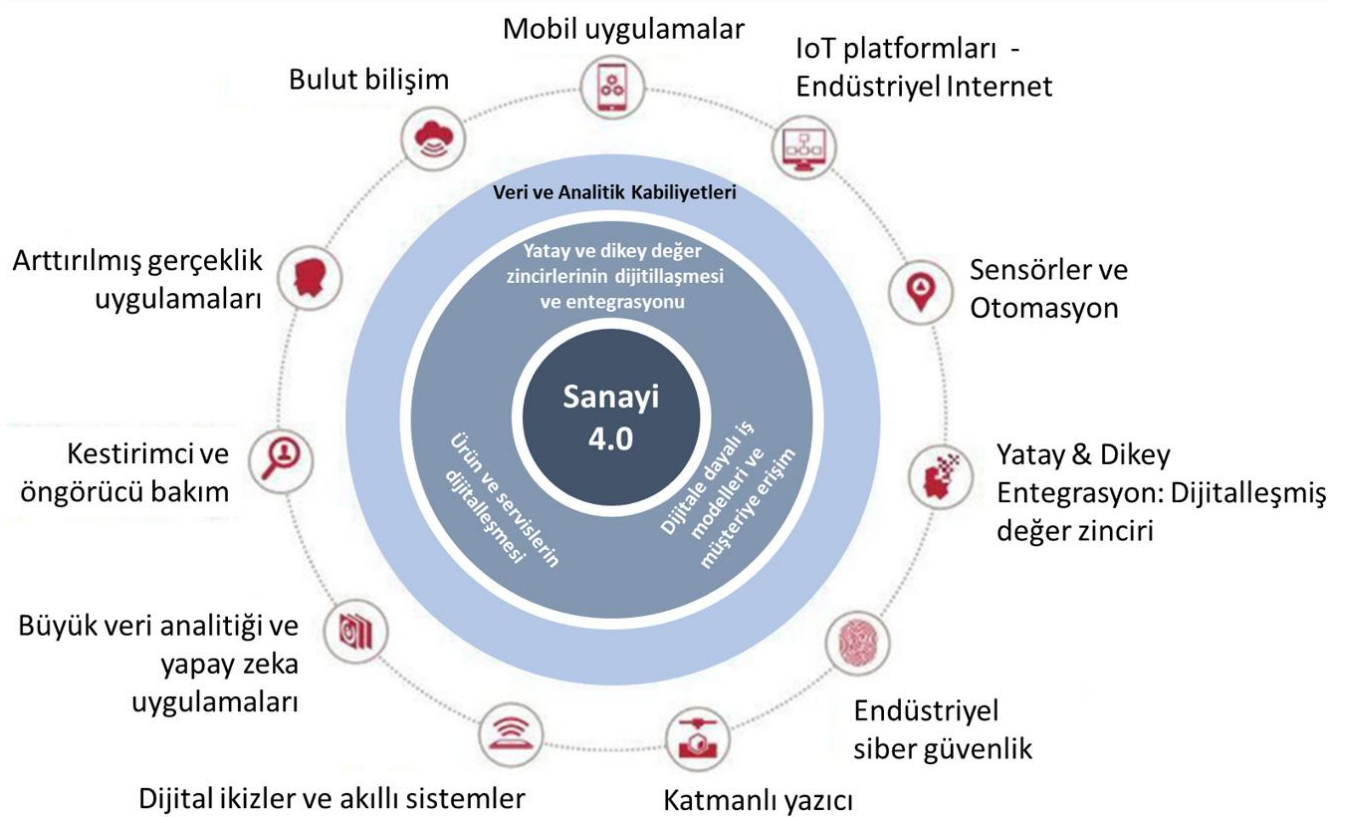 Mobil uygulamalar
IoT platformları -
Endüstriyel Internet
Bulut bilişim
Veri ve Analitik Kabiliyetleri
Yatay ve dikey değer
zincirlerinin dijitillaşmesi
ve entegrasyonu
Arttırılmış gerçeklik
uygulamaları
Sensörler ve
Otomasyon
Sanayi
4.0
Ürün ve servislerin
dijitalleşmesi
Dijitale dayalı iş
modelleri ve
müşteriye erişim
Kestirimci ve
öngörücü bakım
Yatay & Dikey
Entegrasyon: Dijitalleşmiş
değer zinciri
Büyük veri analitiği ve
yapay zeka
uygulamaları
Endüstriyel
siber güvenlik
Dijital ikizler ve akıllı sistemler
Katmanlı yazıcı